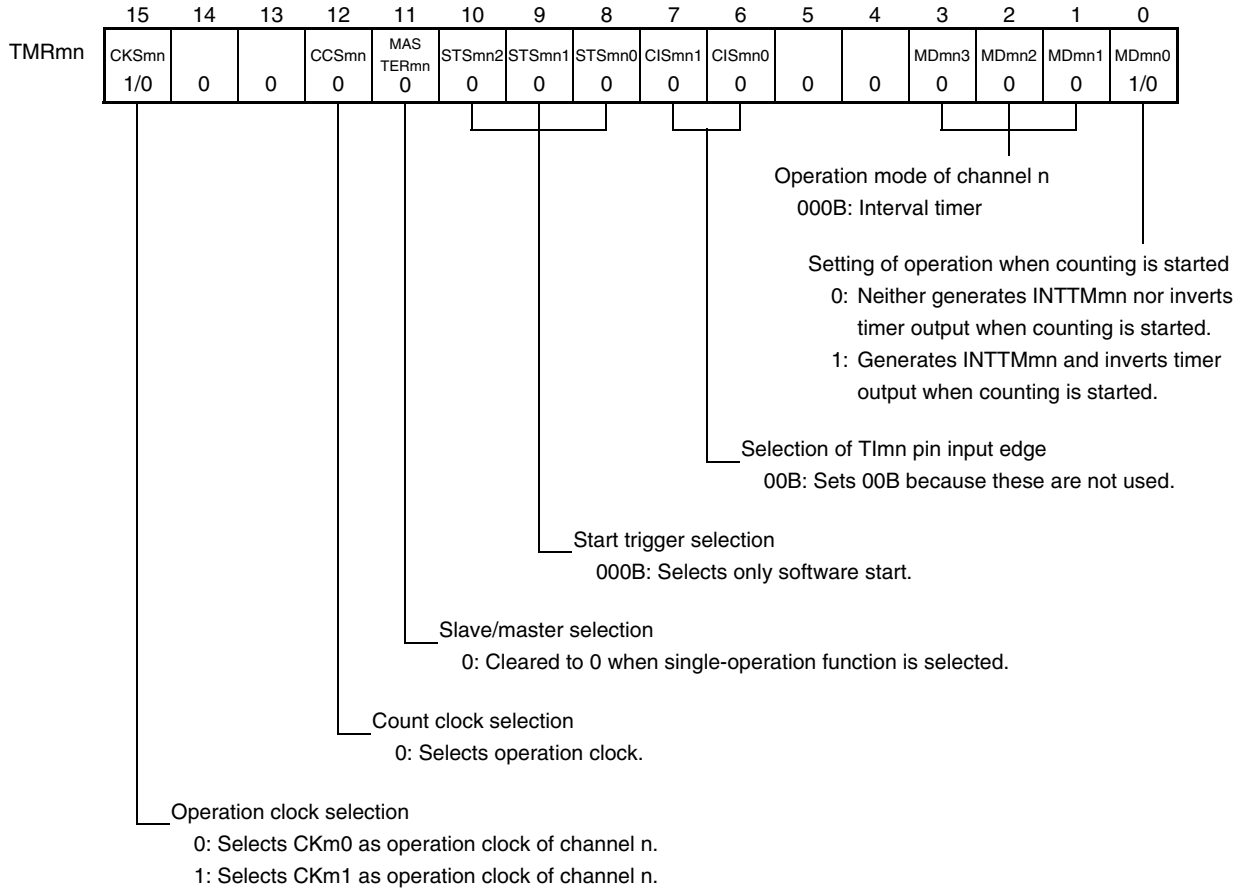 15 14 13 12 11 10 9 8 7 6 5 4 3 2 1 0
TMRmn
CKSmn CCSmn MAS TERmn STSmn2 STSmn1 STSmn0 CISmn1 CISmn0 MDmn3 MDmn2 MDmn1 MDmn0
1/0 0 0 0 0 0 0 0 0 0 0 0 0 0 0 1/0
Operation mode of channel n
000B: Interval timer
Setting of operation when counting is started
0: Neither generates INTTMmn nor inverts
timer output when counting is started.
1: Generates INTTMmn and inverts timer
output when counting is started.
Selection of TImn pin input edge
00B: Sets 00B because these are not used.
Start trigger selection
000B: Selects only software start.
Slave/master selection
0: Cleared to 0 when single-operation function is selected.
Count clock selection
0: Selects operation clock.
Operation clock selection
0: Selects CKm0 as operation clock of channel n.
1: Selects CKm1 as operation clock of channel n.